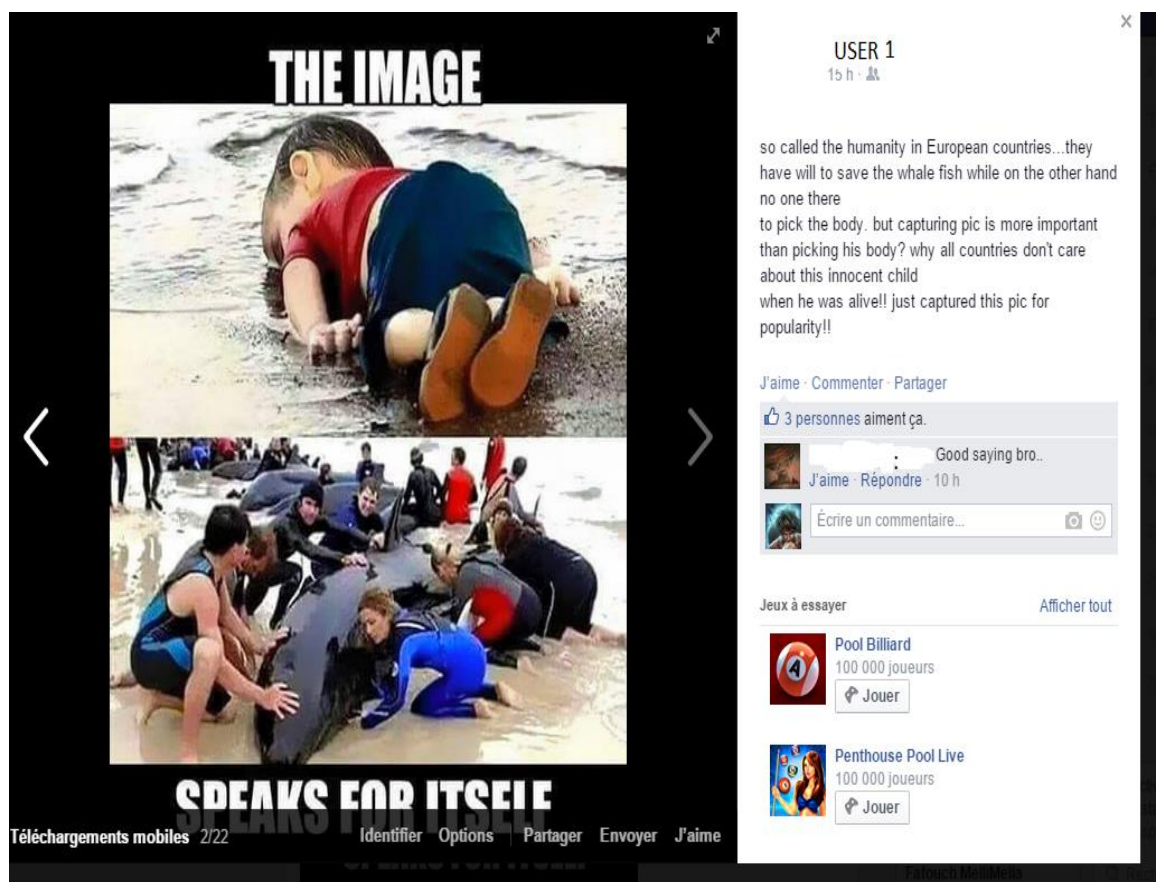 THE IMAGE
SPEAKS FOR ITSELF
Téléchargements mobiles 2/22
Identifier Options Partager Envoyer J'aime
USER 1
15 h ·
so called the humanity in European countries...they
have will to save the whale fish while on the other hand
no one there
to pick the body. but capturing pic is more important
than picking his body? why all countries don't care
about this innocent child
when he was alive!! just captured this pic for
popularity!!
J'aime · Commenter · Partager
3 personnes aiment ça.
: Good saying bro..
J'aime · Répondre · 10 h
Écrire un commentaire...
Jeux à essayer Afficher tout
Pool Billiard
100 000 joueurs
Jouer
Penthouse Pool Live
100 000 joueurs
Jouer